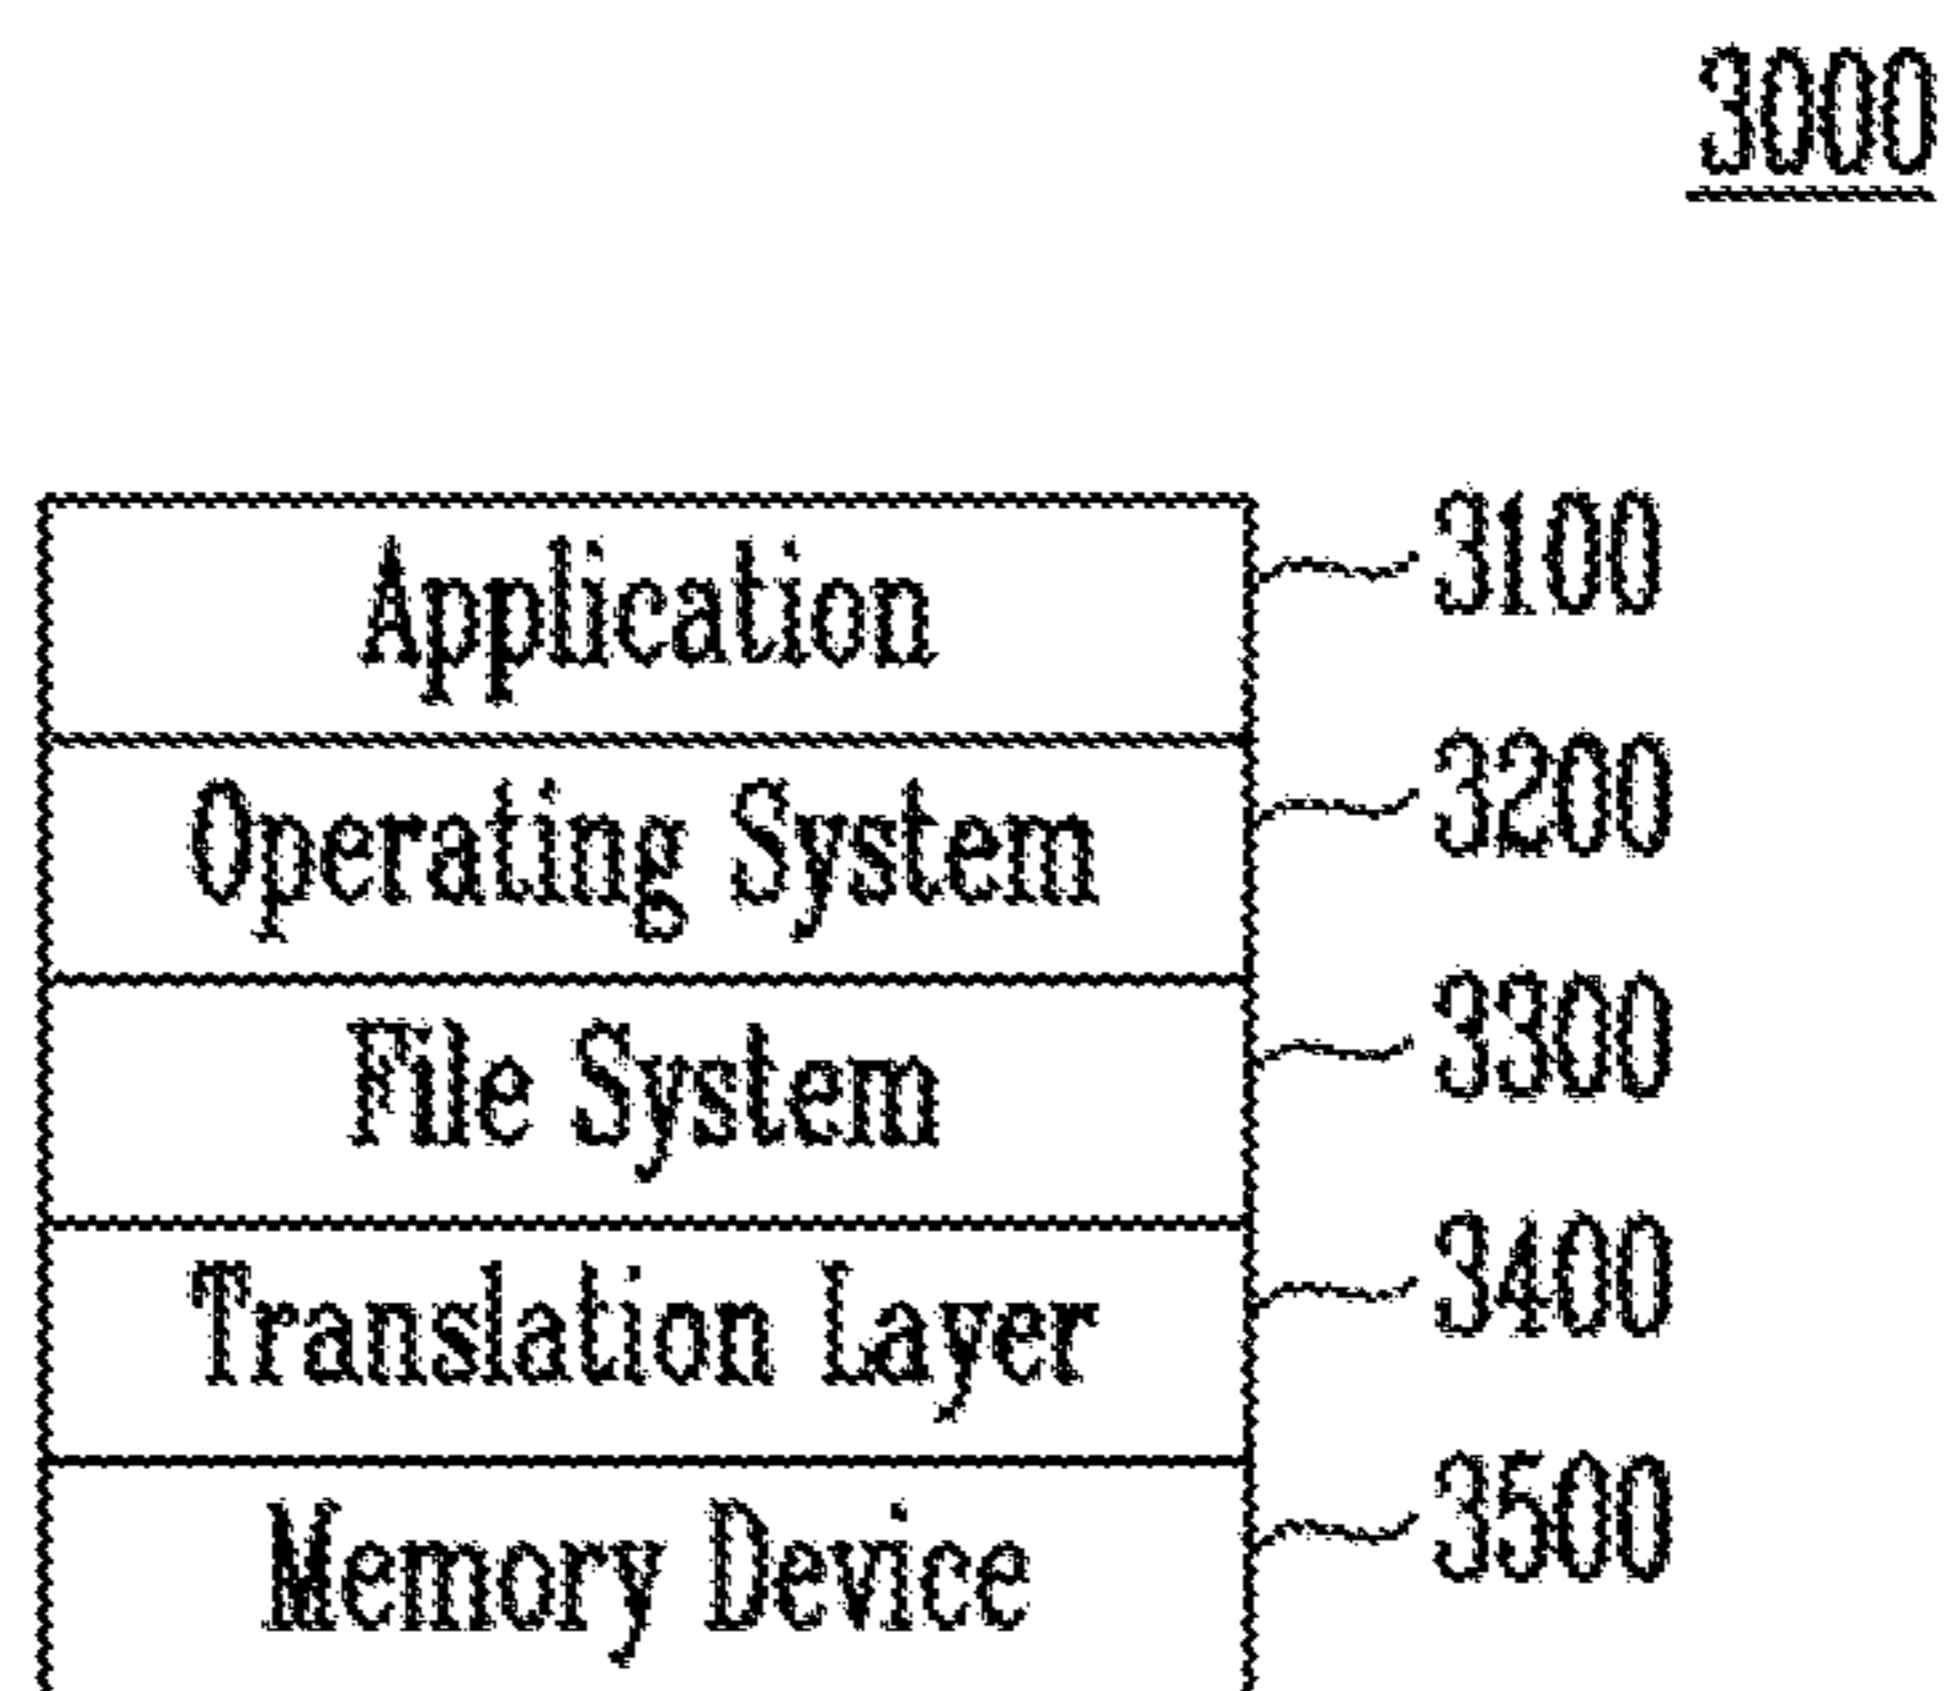 3000
Application 3100
Operating System 3200
File System 3300
Translation Layer 3400
Memory Device 3500